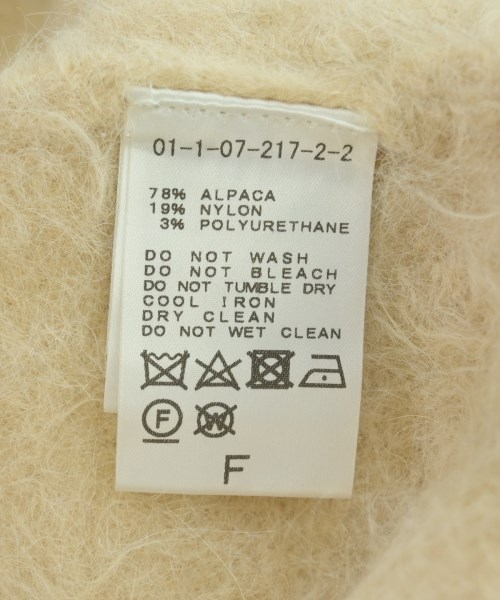 01-1-07-217-2-2
78% ALPACA
19% NYLON
3% POLYURETHANE
DO NOT WASH
DO NOT BLEACH
DO NOT TUMBLE DRY
COOL IRON
DRY CLEAN
DO NOT WET CLEAN
F W
F